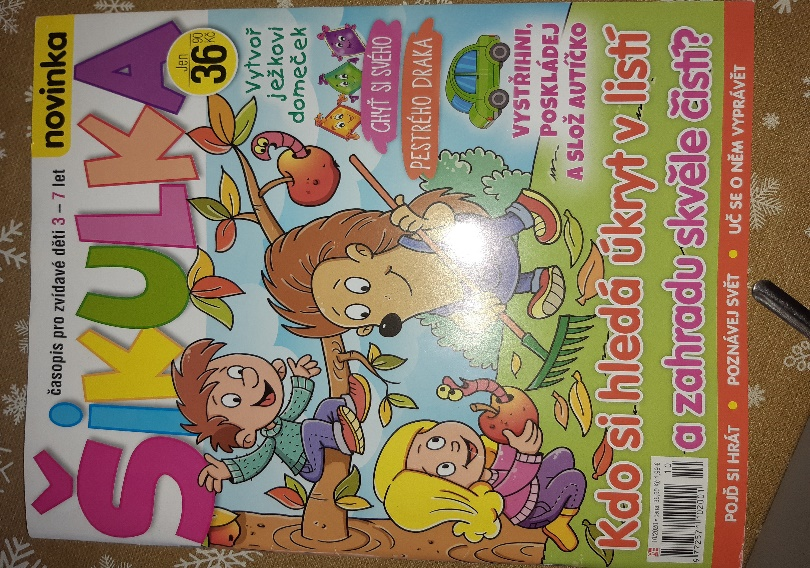 novinka
časopis pro zvídavé děti 3 – 7 let
ŠIKULKA
Jen
36 90
Kč
Vytvoř
ježkovi
domeček
CHYŤ SI SVÉHO
PESTRÉHO DRAKA
VYSTŘIHNI,
POSKLÁDEJ
A SLOŽ AUTÍČKO
Kdo si hledá úkryt v listí
a zahradu skvěle čistí?
POJĎ SI HRÁT • POZNÁVEJ SVĚT • UČ SE O NĚM VYPRÁVĚT
10